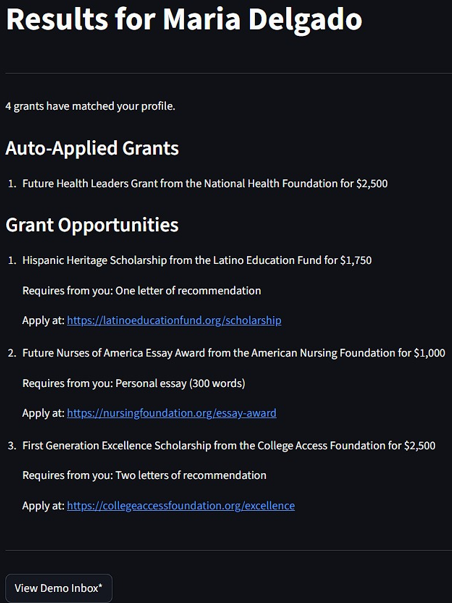 Results for Maria Delgado
4 grants have matched your profile.
Auto-Applied Grants
1. Future Health Leaders Grant from the National Health Foundation for $2,500
Grant Opportunities
1. Hispanic Heritage Scholarship from the Latino Education Fund for $1,750
Requires from you: One letter of recommendation
Apply at: https://latinoeducationfund.org/scholarship
2. Future Nurses of America Essay Award from the American Nursing Foundation for $1,000
Requires from you: Personal essay (300 words)
Apply at: https://nursingfoundation.org/essay-award
3. First Generation Excellence Scholarship from the College Access Foundation for $2,500
Requires from you: Two letters of recommendation
Apply at: https://collegeaccessfoundation.org/excellence
View Demo Inbox*